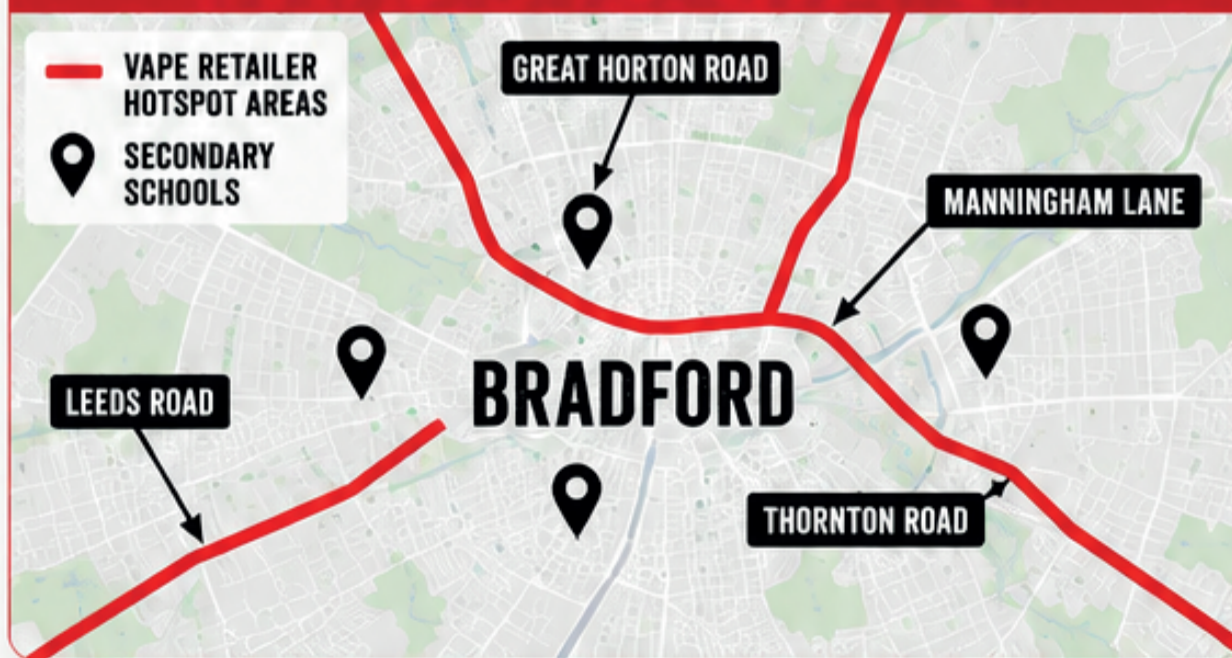 VAPE RETAILER
HOTSPOT AREAS
SECONDARY
SCHOOLS
GREAT HORTON ROAD
MANNINGHAM LANE
LEEDS ROAD
BRADFORD
THORNTON ROAD